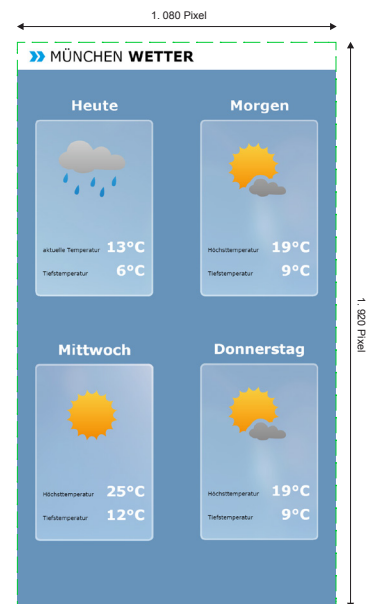 1. 080 Pixel
MÜNCHEN WETTER
Heute
aktuelle Temperatur 13°C
Tiefsttemperatur 6°C
Morgen
Höchsttemperatur 19°C
Tiefsttemperatur 9°C
1. 920 Pixel
Mittwoch
Höchsttemperatur 25°C
Tiefsttemperatur 12°C
Donnerstag
Höchsttemperatur 19°C
Tiefsttemperatur 9°C